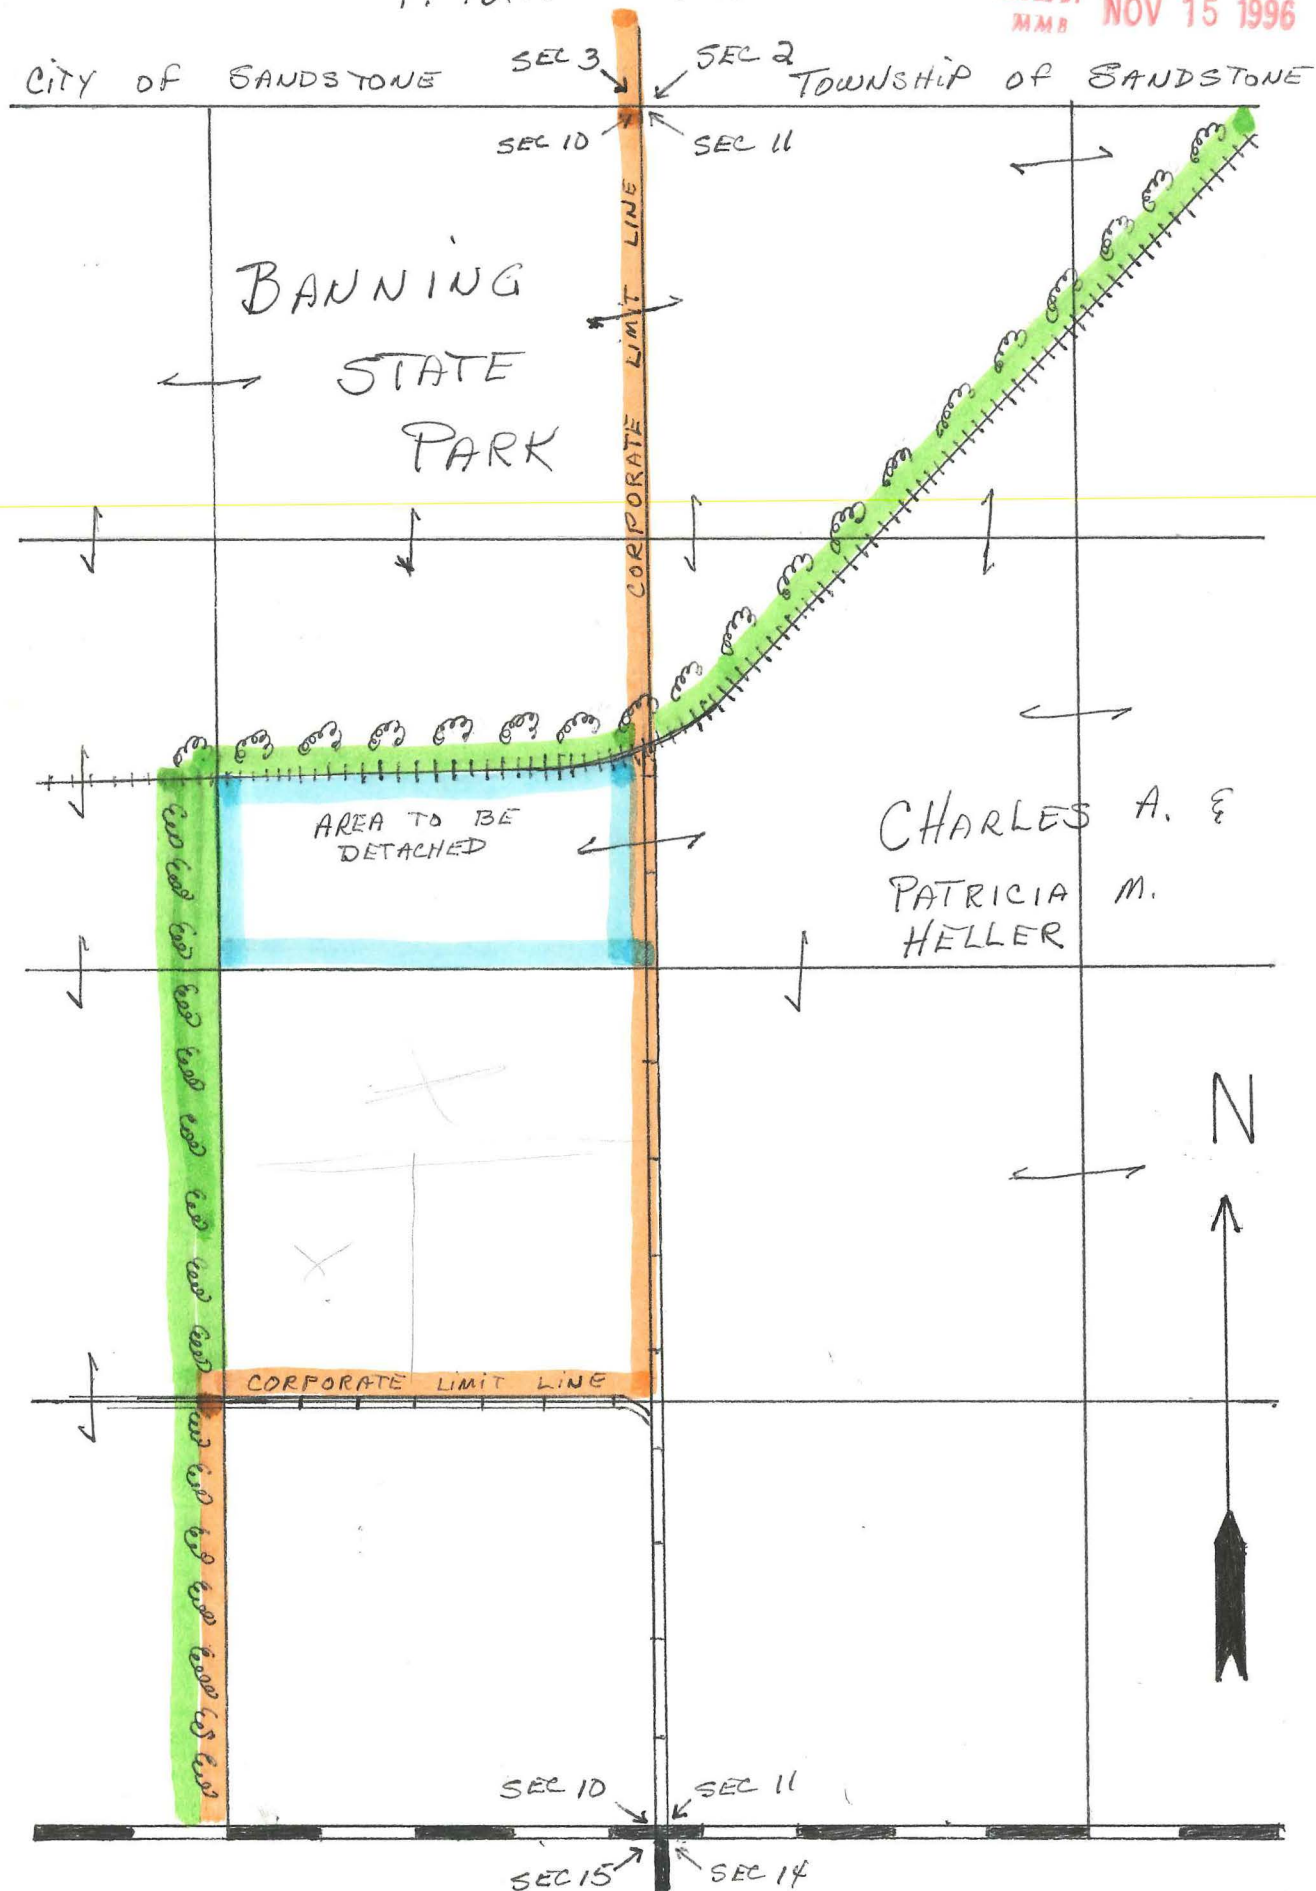 MMB NOV 15 1996
SEC 3 SEC 2
CiTY OF SANDSTONE TOWNSHiP OF SANDSTONE
SEC 10 SEC 11
CORPORATE LIMIT LINE
BANNiNG
STATE
PARK
AREA TO BE
DETACHED
CHARLES A. &
PATRICIA M.
HELLER
N
CORPORATE LiMiT LiNE
SEC 10 SEC 11
SEC 15 SEC 14